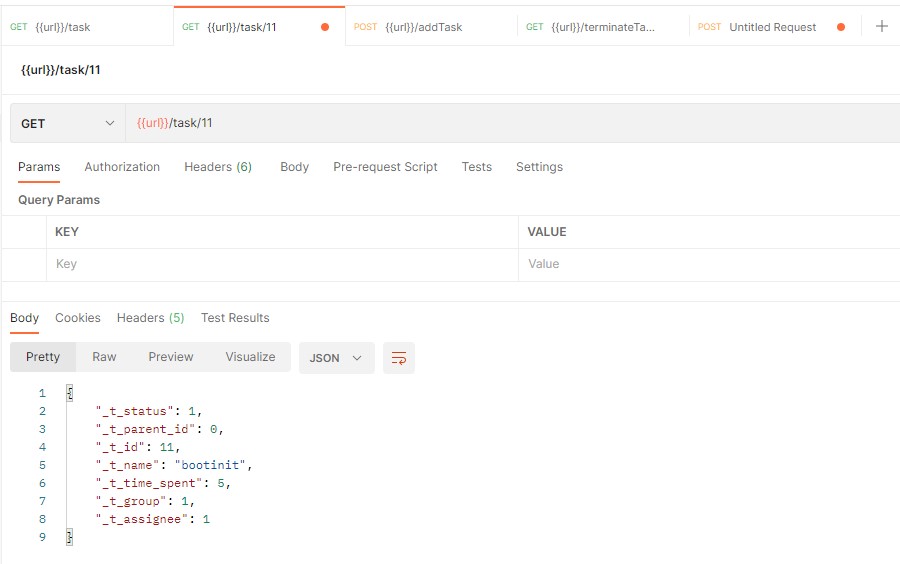 GET {{url}}/task GET {{url}}/task/11 POST {{url}}/addTask GET {{url}}/terminateTa... POST Untitled Request +
{{url}}/task/11
GET {{url}}/task/11
Params Authorization Headers (6) Body Pre-request Script Tests Settings
Query Params
KEY VALUE
Key Value
Body Cookies Headers (5) Test Results
Pretty Raw Preview Visualize JSON
1 {
2 "_t_status": 1,
3 "_t_parent_id": 0,
4 "_t_id": 11,
5 "_t_name": "bootinit",
6 "_t_time_spent": 5,
7 "_t_group": 1,
8 "_t_assignee": 1
9 }